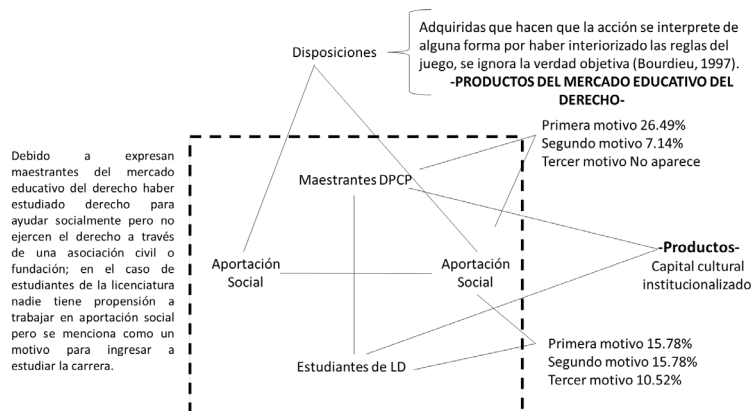 Disposiciones
Adquiridas que hacen que la acción se interprete de
alguna forma por haber interiorizado las reglas del
juego, se ignora la verdad objetiva (Bourdieu, 1997).
-PRODUCTOS DEL MERCADO EDUCATIVO DEL
DERECHO-
Primera motivo 26.49%
Segundo motivo 7.14%
Tercer motivo No aparece
Debido a expresan
maestrantes del mercado
educativo del derecho haber
estudiado derecho para
ayudar socialmente pero no
ejercen el derecho a través
de una asociación civil o
fundación; en el caso de
estudiantes de la licenciatura
nadie tiene propensión a
trabajar en aportación social
pero se menciona como un
motivo para ingresar a
estudiar la carrera.
Maestrantes DPCP
Aportación
Social
Aportación
Social
-Productos-
Capital cultural
institucionalizado
Estudiantes de LD
Primera motivo 15.78%
Segundo motivo 15.78%
Tercer motivo 10.52%